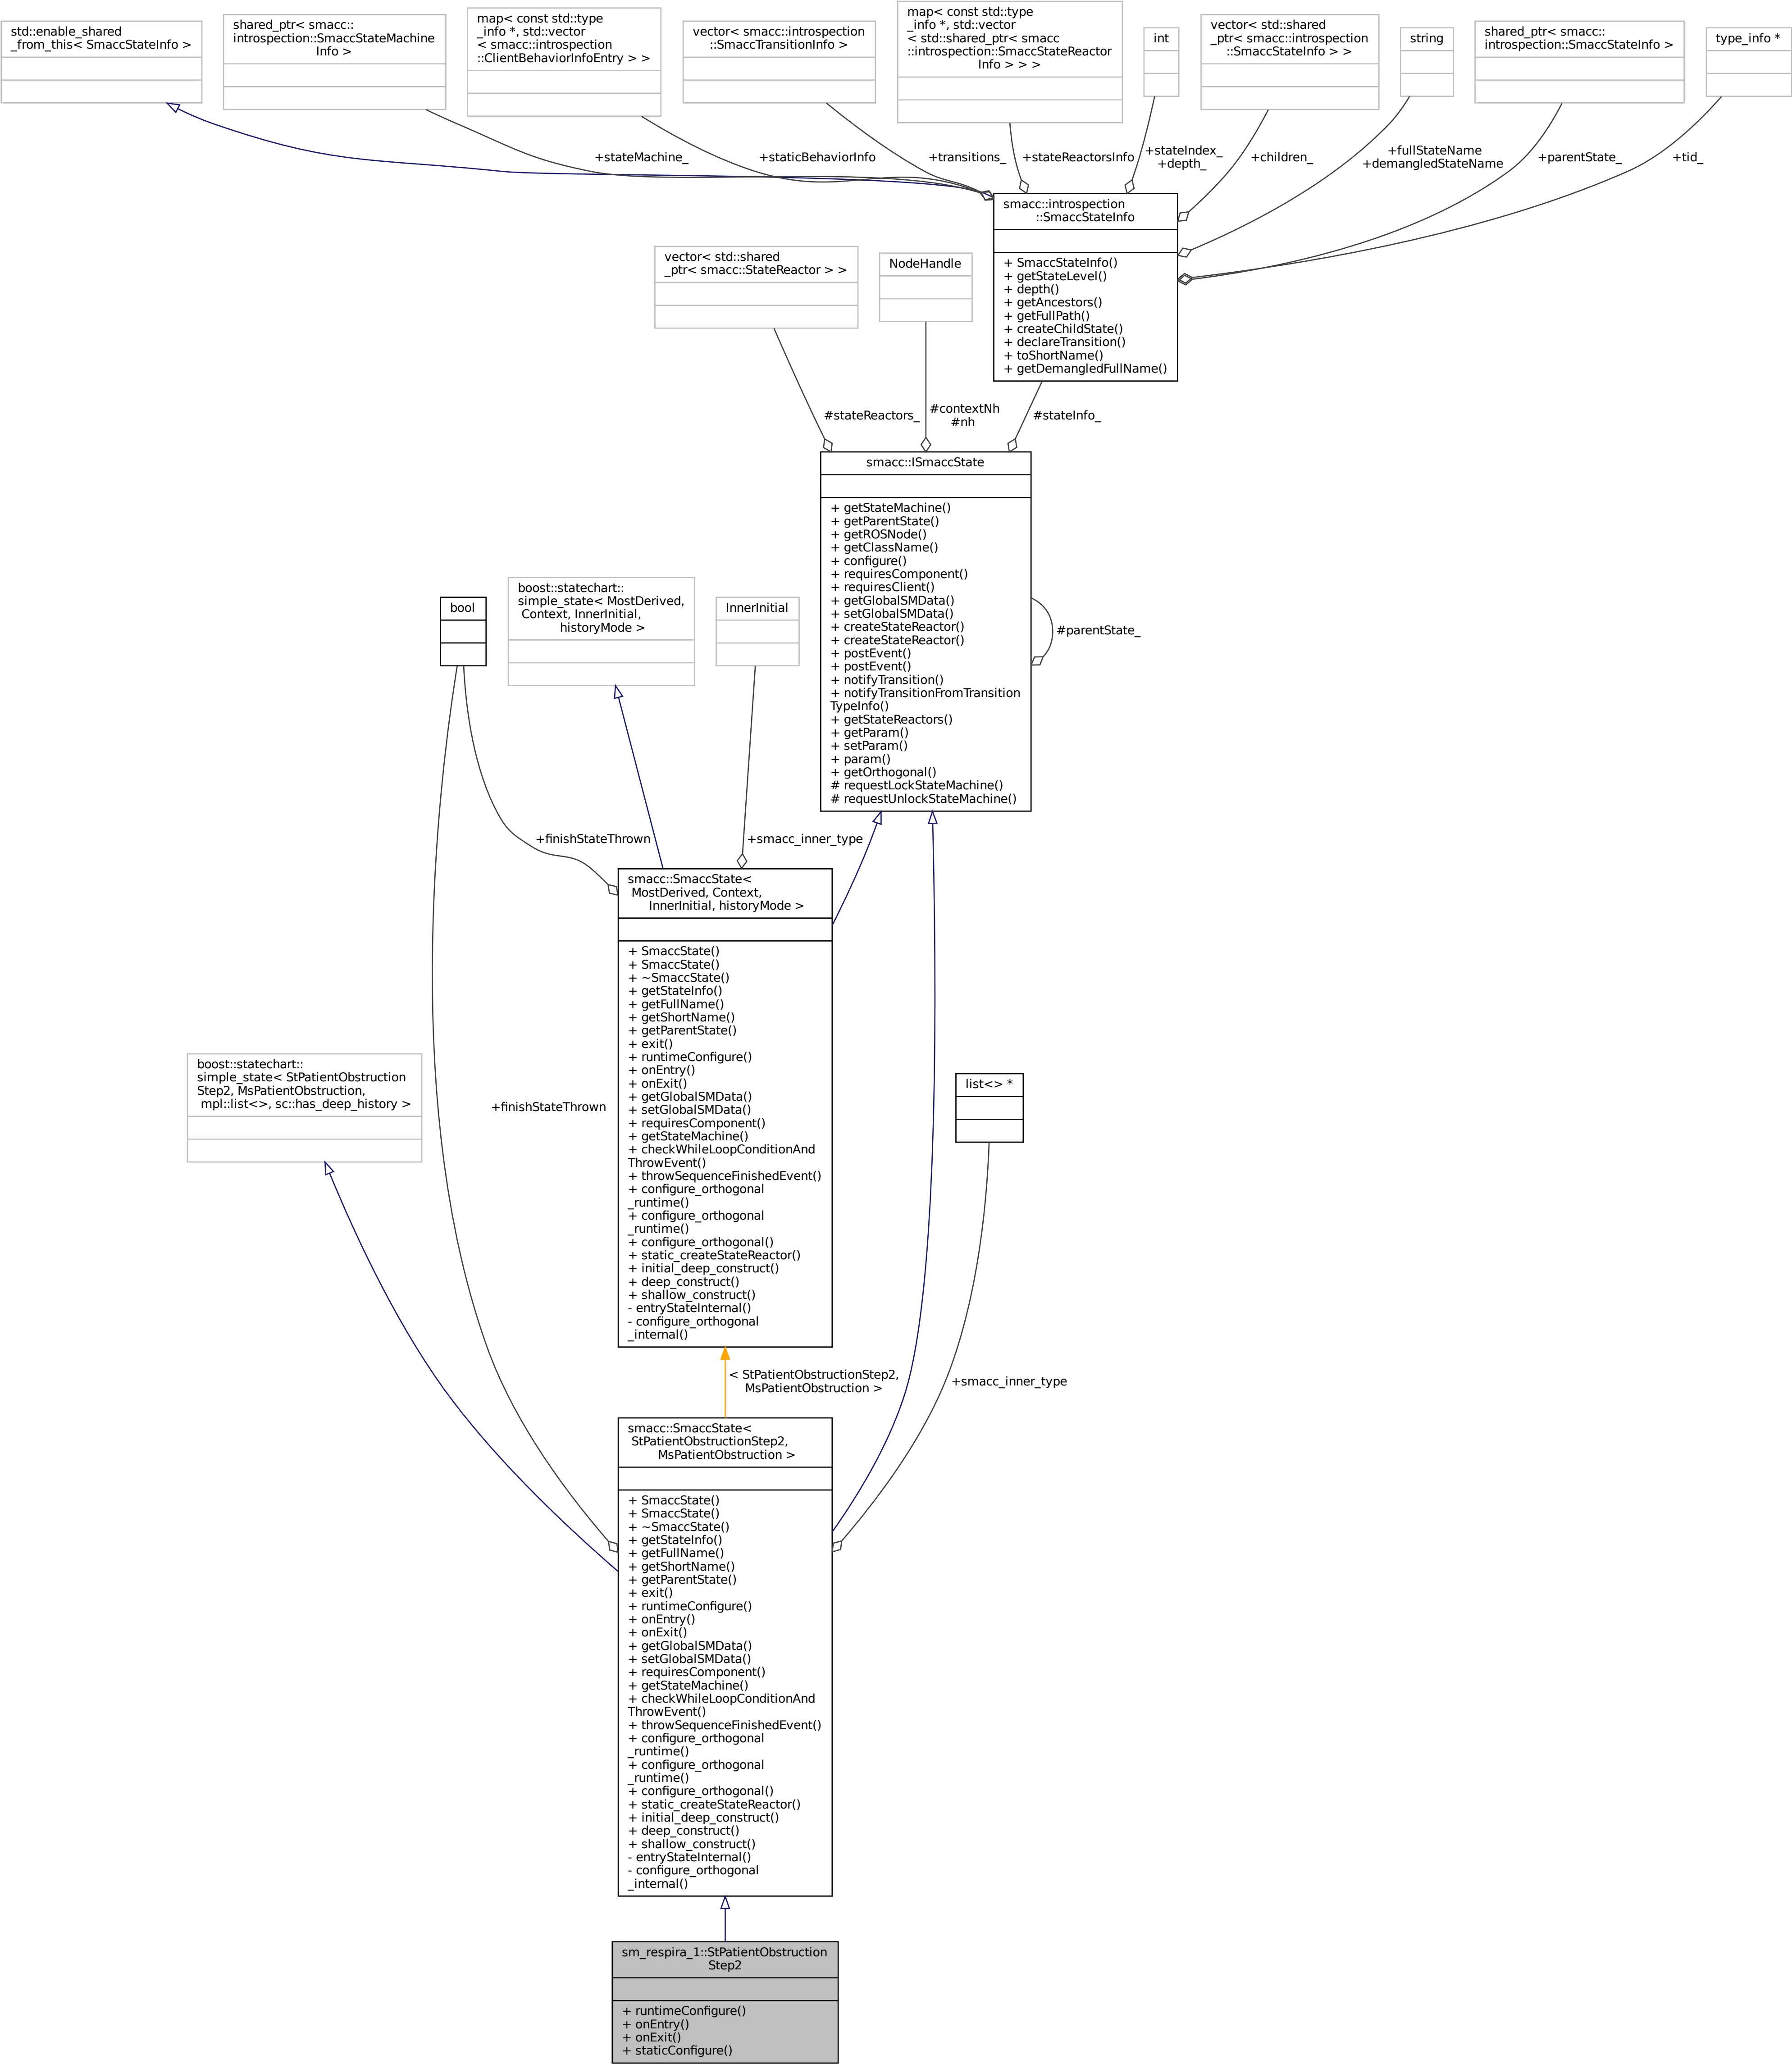 std::enable_shared
_from_this< SmaccStateInfo >
shared_ptr< smacc::
introspection::SmaccStateMachine
Info >
map< const std::type
_info *, std::vector
< smacc::introspection
::ClientBehaviorInfoEntry > >
vector< smacc::introspection
::SmaccTransitionInfo >
map< const std::type
_info *, std::vector
< std::shared_ptr< smacc
::introspection::SmaccStateReactor
Info > > >
int
vector< std::shared
_ptr< smacc::introspection
::SmaccStateInfo > >
string
shared_ptr< smacc::
introspection::SmaccStateInfo >
type_info *
+stateMachine_
+staticBehaviorInfo
+transitions_
+stateReactorsInfo
+stateIndex_
+depth_
+children_
+fullStateName
+demangledStateName
+parentState_
+tid_
smacc::introspection
::SmaccStateInfo
+ SmaccStateInfo()
+ getStateLevel()
+ depth()
+ getAncestors()
+ getFullPath()
+ createChildState()
+ declareTransition()
+ toShortName()
+ getDemangledFullName()
vector< std::shared
_ptr< smacc::StateReactor > >
NodeHandle
#stateReactors_
#contextNh
#nh
#stateInfo_
smacc::ISmaccState
+ getStateMachine()
+ getParentState()
+ getROSNode()
+ getClassName()
+ configure()
+ requiresComponent()
+ requiresClient()
+ getGlobalSMData()
+ setGlobalSMData()
+ createStateReactor()
+ createStateReactor()
+ postEvent()
+ postEvent()
+ notifyTransition()
+ notifyTransitionFromTransition
TypeInfo()
+ getStateReactors()
+ getParam()
+ setParam()
+ param()
+ getOrthogonal()
# requestLockStateMachine()
# requestUnlockStateMachine()
#parentState_
bool
boost::statechart::
simple_state< MostDerived,
Context, InnerInitial,
historyMode >
InnerInitial
+finishStateThrown
+smacc_inner_type
smacc::SmaccState<
MostDerived, Context,
InnerInitial, historyMode >
+ SmaccState()
+ SmaccState()
+ ~SmaccState()
+ getStateInfo()
+ getFullName()
+ getShortName()
+ getParentState()
+ exit()
+ runtimeConfigure()
+ onEntry()
+ onExit()
+ getGlobalSMData()
+ setGlobalSMData()
+ requiresComponent()
+ getStateMachine()
+ checkWhileLoopConditionAnd
ThrowEvent()
+ throwSequenceFinishedEvent()
+ configure_orthogonal
_runtime()
+ configure_orthogonal
_runtime()
+ configure_orthogonal()
+ static_createStateReactor()
+ initial_deep_construct()
+ deep_construct()
+ shallow_construct()
- entryStateInternal()
- configure_orthogonal
_internal()
boost::statechart::
simple_state< StPatientObstruction
Step2, MsPatientObstruction,
mpl::list<>, sc::has_deep_history >
+finishStateThrown
list<> *
< StPatientObstructionStep2,
MsPatientObstruction >
+smacc_inner_type
smacc::SmaccState<
StPatientObstructionStep2,
MsPatientObstruction >
+ SmaccState()
+ SmaccState()
+ ~SmaccState()
+ getStateInfo()
+ getFullName()
+ getShortName()
+ getParentState()
+ exit()
+ runtimeConfigure()
+ onEntry()
+ onExit()
+ getGlobalSMData()
+ setGlobalSMData()
+ requiresComponent()
+ getStateMachine()
+ checkWhileLoopConditionAnd
ThrowEvent()
+ throwSequenceFinishedEvent()
+ configure_orthogonal
_runtime()
+ configure_orthogonal
_runtime()
+ configure_orthogonal()
+ static_createStateReactor()
+ initial_deep_construct()
+ deep_construct()
+ shallow_construct()
- entryStateInternal()
- configure_orthogonal
_internal()
sm_respira_1::StPatientObstruction
Step2
+ runtimeConfigure()
+ onEntry()
+ onExit()
+ staticConfigure()